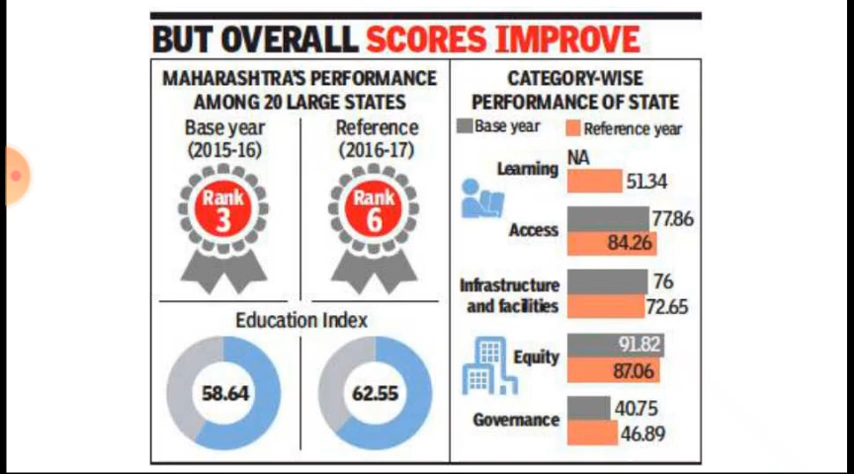 BUT OVERALL SCORES IMPROVE
MAHARASHTRA'S PERFORMANCE
AMONG 20 LARGE STATES
Base year
(2015-16)
Reference
(2016-17)
Rank
3
Rank
6
Education Index
58.64
62.55
CATEGORY-WISE
PERFORMANCE OF STATE
Base year
Reference year
Learning
NA
51.34
Access
77.86
84.26
Infrastructure
and facilities
76
72.65
Equity
91.82
87.06
Governance
40.75
46.89